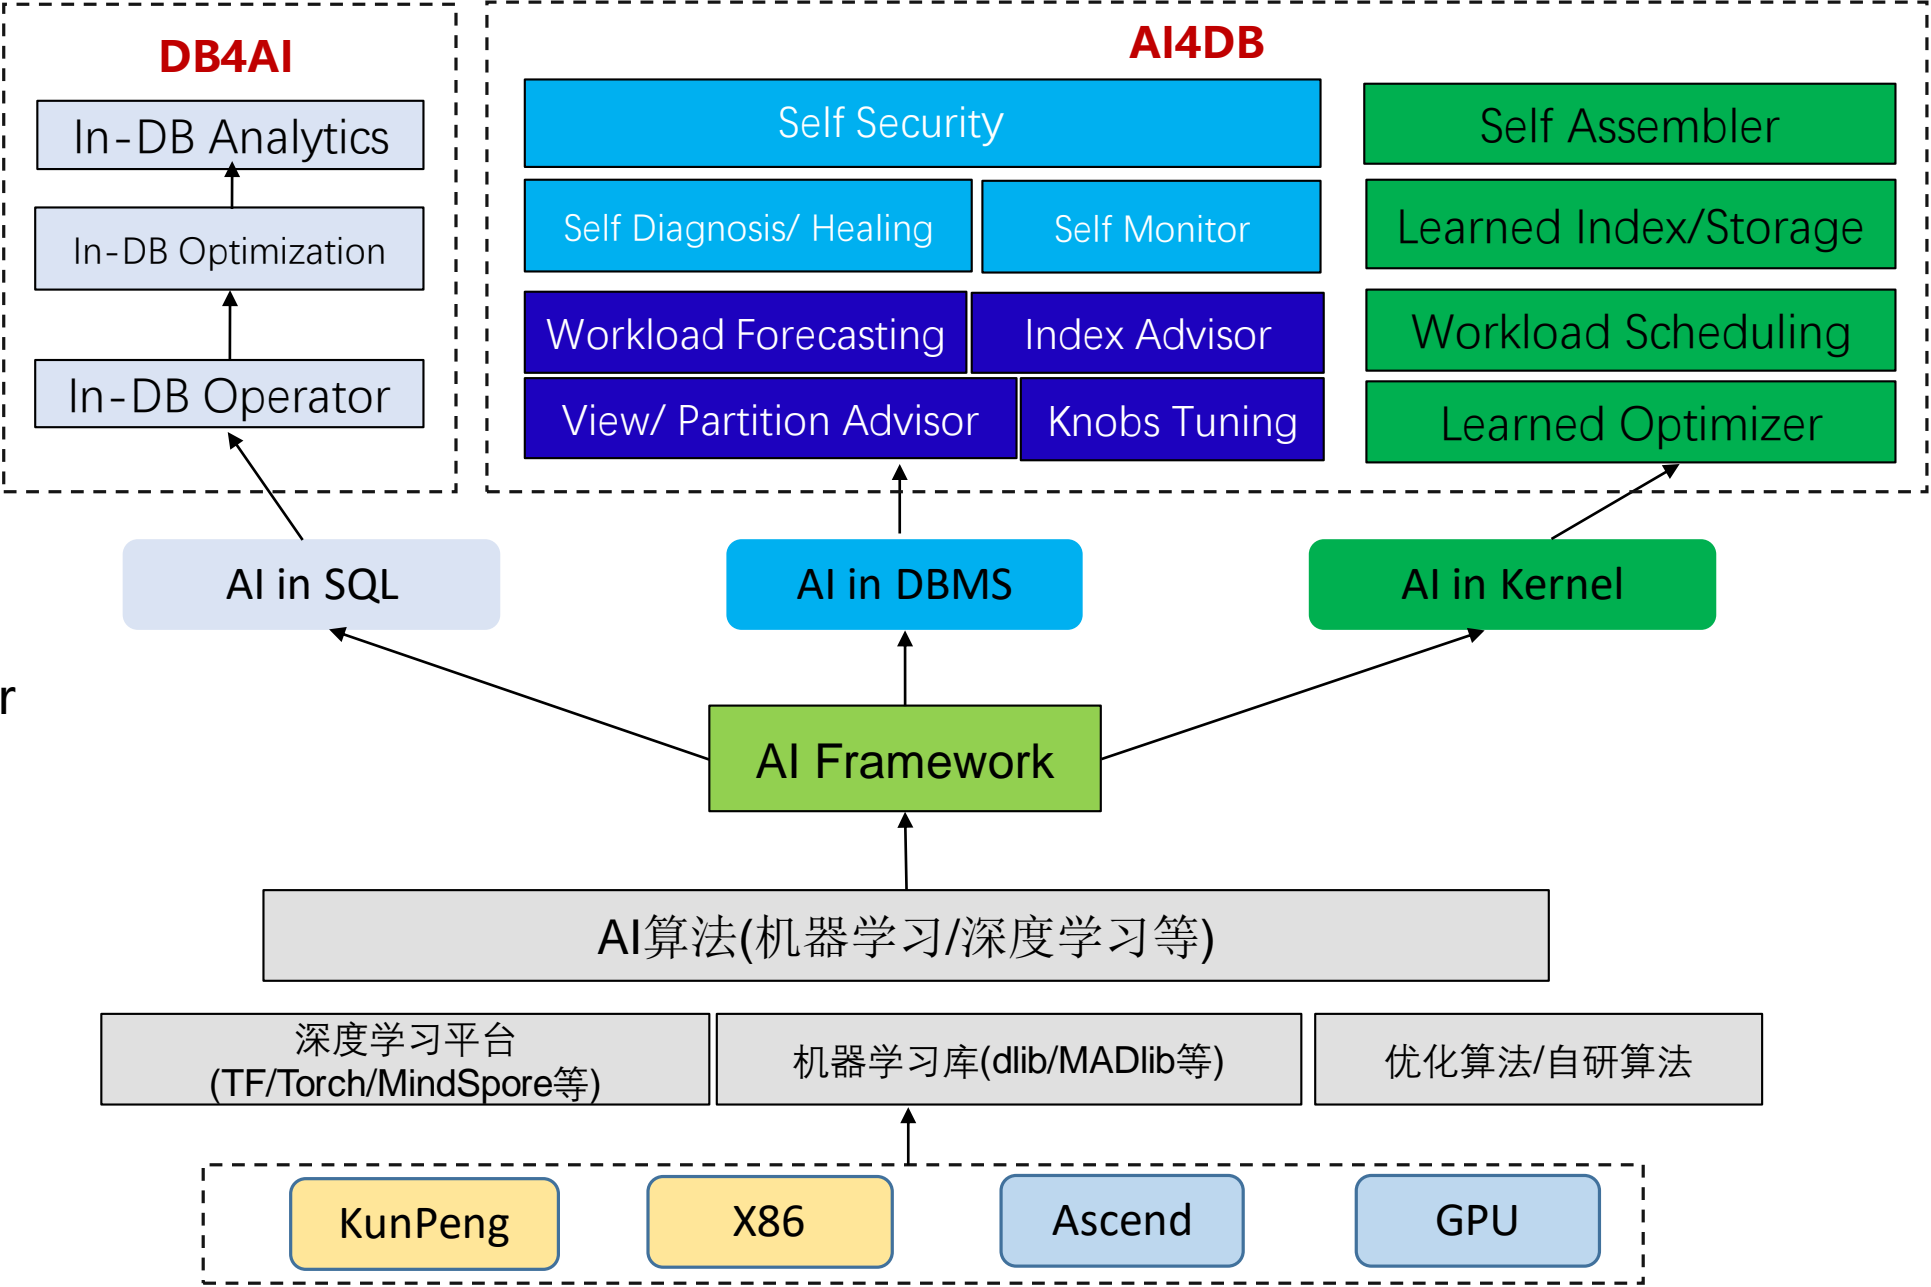 DB4AI
In-DB Analytics
In-DB Optimization
In-DB Operator
AI4DB
Self Security
Self Diagnosis/ Healing
Self Monitor
Workload Forecasting
Index Advisor
View/ Partition Advisor
Knobs Tuning
Self Assembler
Learned Index/Storage
Workload Scheduling
Learned Optimizer
AI in SQL
AI in DBMS
AI in Kernel
r
AI Framework
AI算法(机器学习/深度学习等)
深度学习平台
(TF/Torch/MindSpore等)
机器学习库(dlib/MADlib等)
优化算法/自研算法
KunPeng
X86
Ascend
GPU